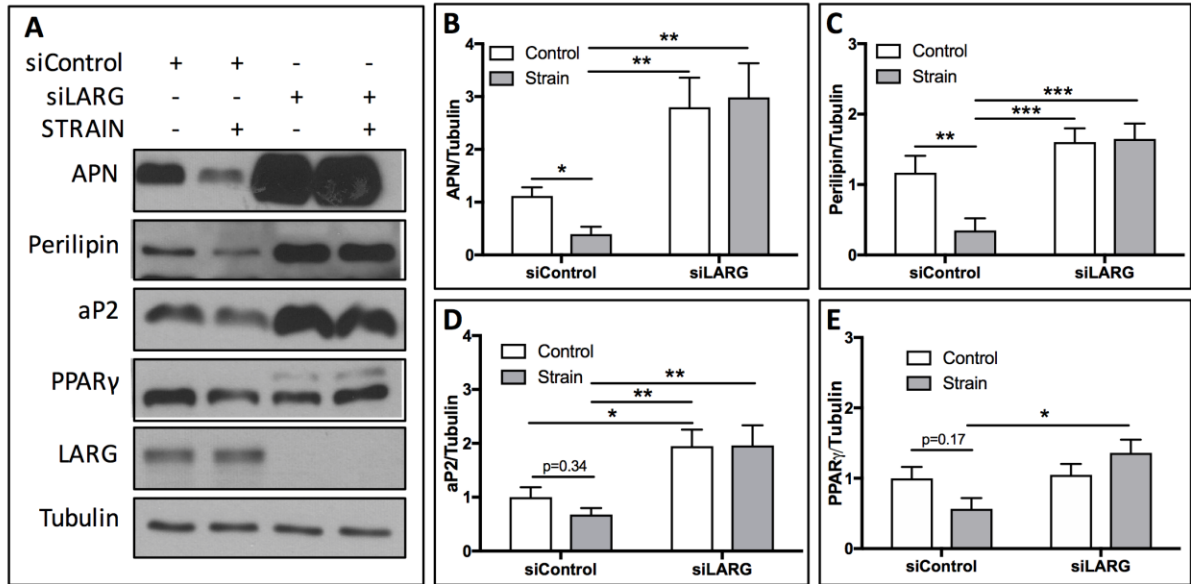 A
siControl + + - -
siLARG - - + +
STRAIN - + - +
APN
Perilipin
aP2
PPARγ
LARG
Tubulin
B
APN/Tubulin
4
3
2
1
0
Control
Strain
*
**
**
siControl siLARG
C
Perilipin/Tubulin
3
2
1
0
Control
Strain
**
***
***
siControl siLARG
D
aP2/Tubulin
4
3
2
1
0
Control
Strain
p=0.34
*
**
**
siControl siLARG
E
PPARγ/Tubulin
3
2
1
0
Control
Strain
p=0.17
*
siControl siLARG